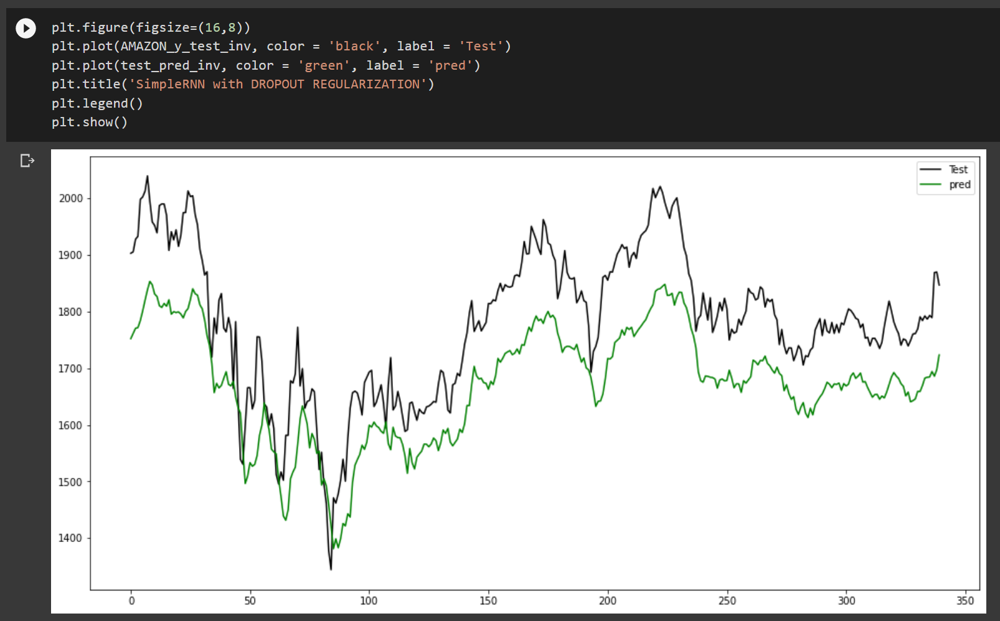 plt.figure(figsize=(16,8))
plt.plot(AMAZON_y_test_inv, color = 'black', label = 'Test')
plt.plot(test_pred_inv, color = 'green', label = 'pred')
plt.title('SimpleRNN with DROPOUT REGULARIZATION')
plt.legend()
plt.show()
Test
pred
2000
1900
1800
1700
1600
1500
1400
0 50 100 150 200 250 300 350